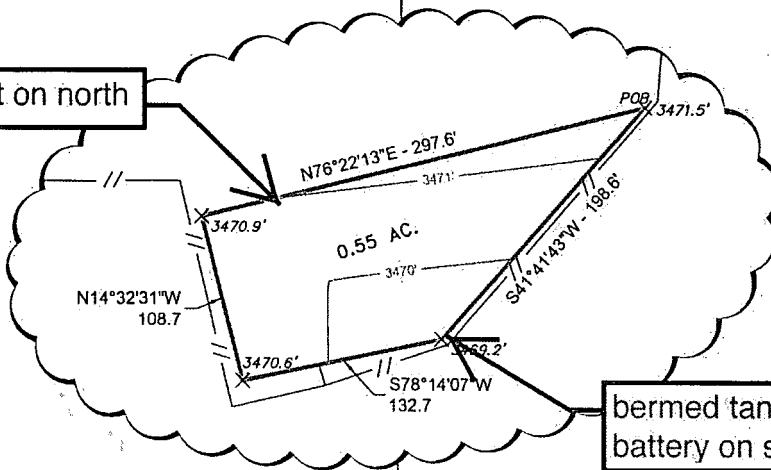 t on north
POB
3471.5'
N76°22'13"E - 297.6'
3471'
3470.9'
0.55 AC.
S41°41'43"W - 198.6'
3470'
N14°32'31"W
108.7
3470.6'
3469.2'
S78°14'07"W
132.7
bermed tan
battery on s